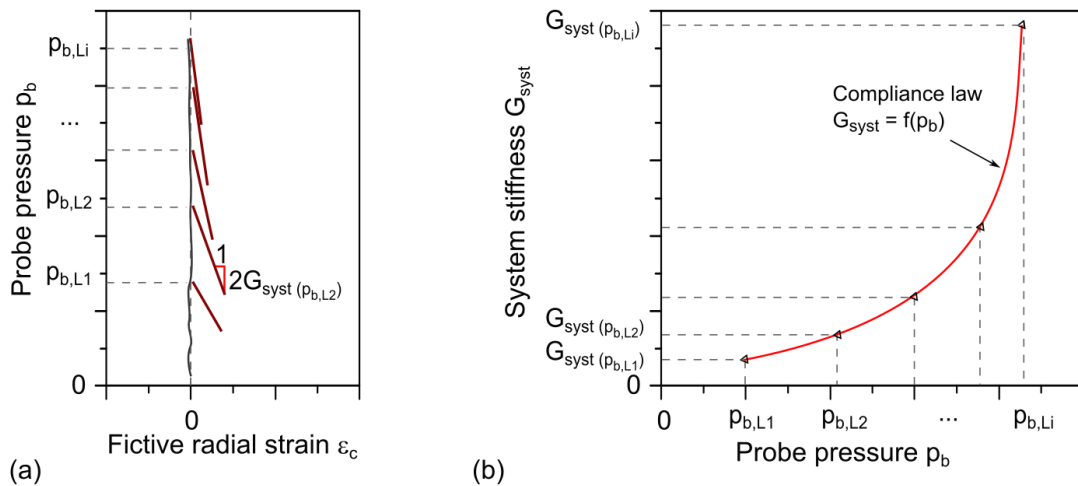 Probe pressure p_b
p_b,Li
...
p_b,L2
p_b,L1
0
1
2G_syst (p_b,L2)
0
Fictive radial strain ε_c
(a)
System stiffness G_syst
G_syst (p_b,Li)
Compliance law
G_syst = f(p_b)
G_syst (p_b,L2)
G_syst (p_b,L1)
0
0
p_b,L1
p_b,L2
...
p_b,Li
Probe pressure p_b
(b)